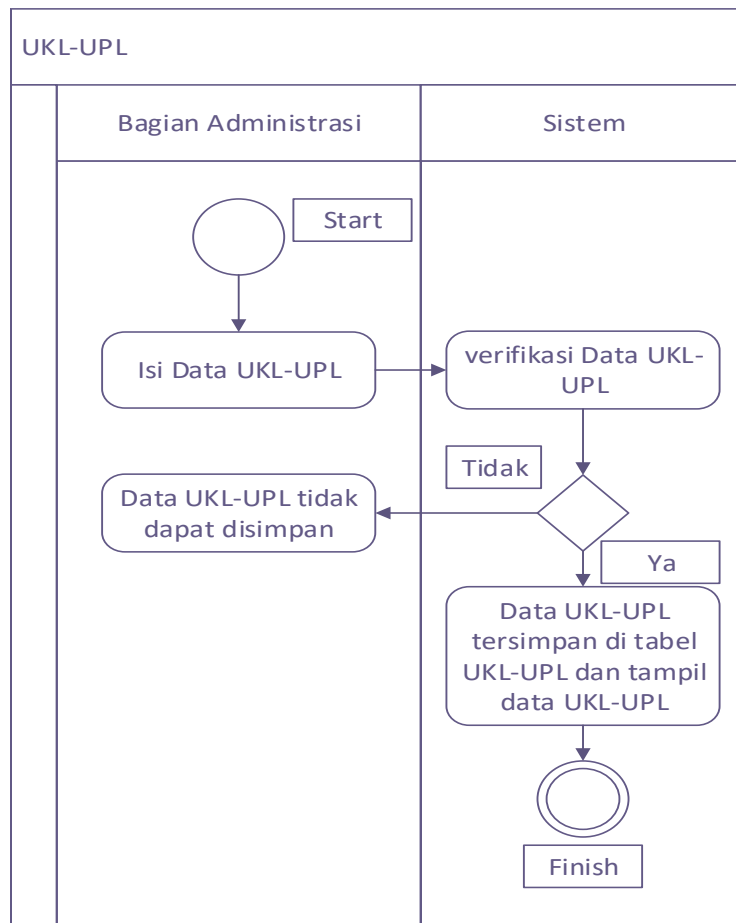 UKL-UPL
Bagian Administrasi
Sistem
Start
Isi Data UKL-UPL
verifikasi Data UKL-
UPL
Tidak
Data UKL-UPL tidak
dapat disimpan
Ya
Data UKL-UPL
tersimpan di tabel
UKL-UPL dan tampil
data UKL-UPL
Finish